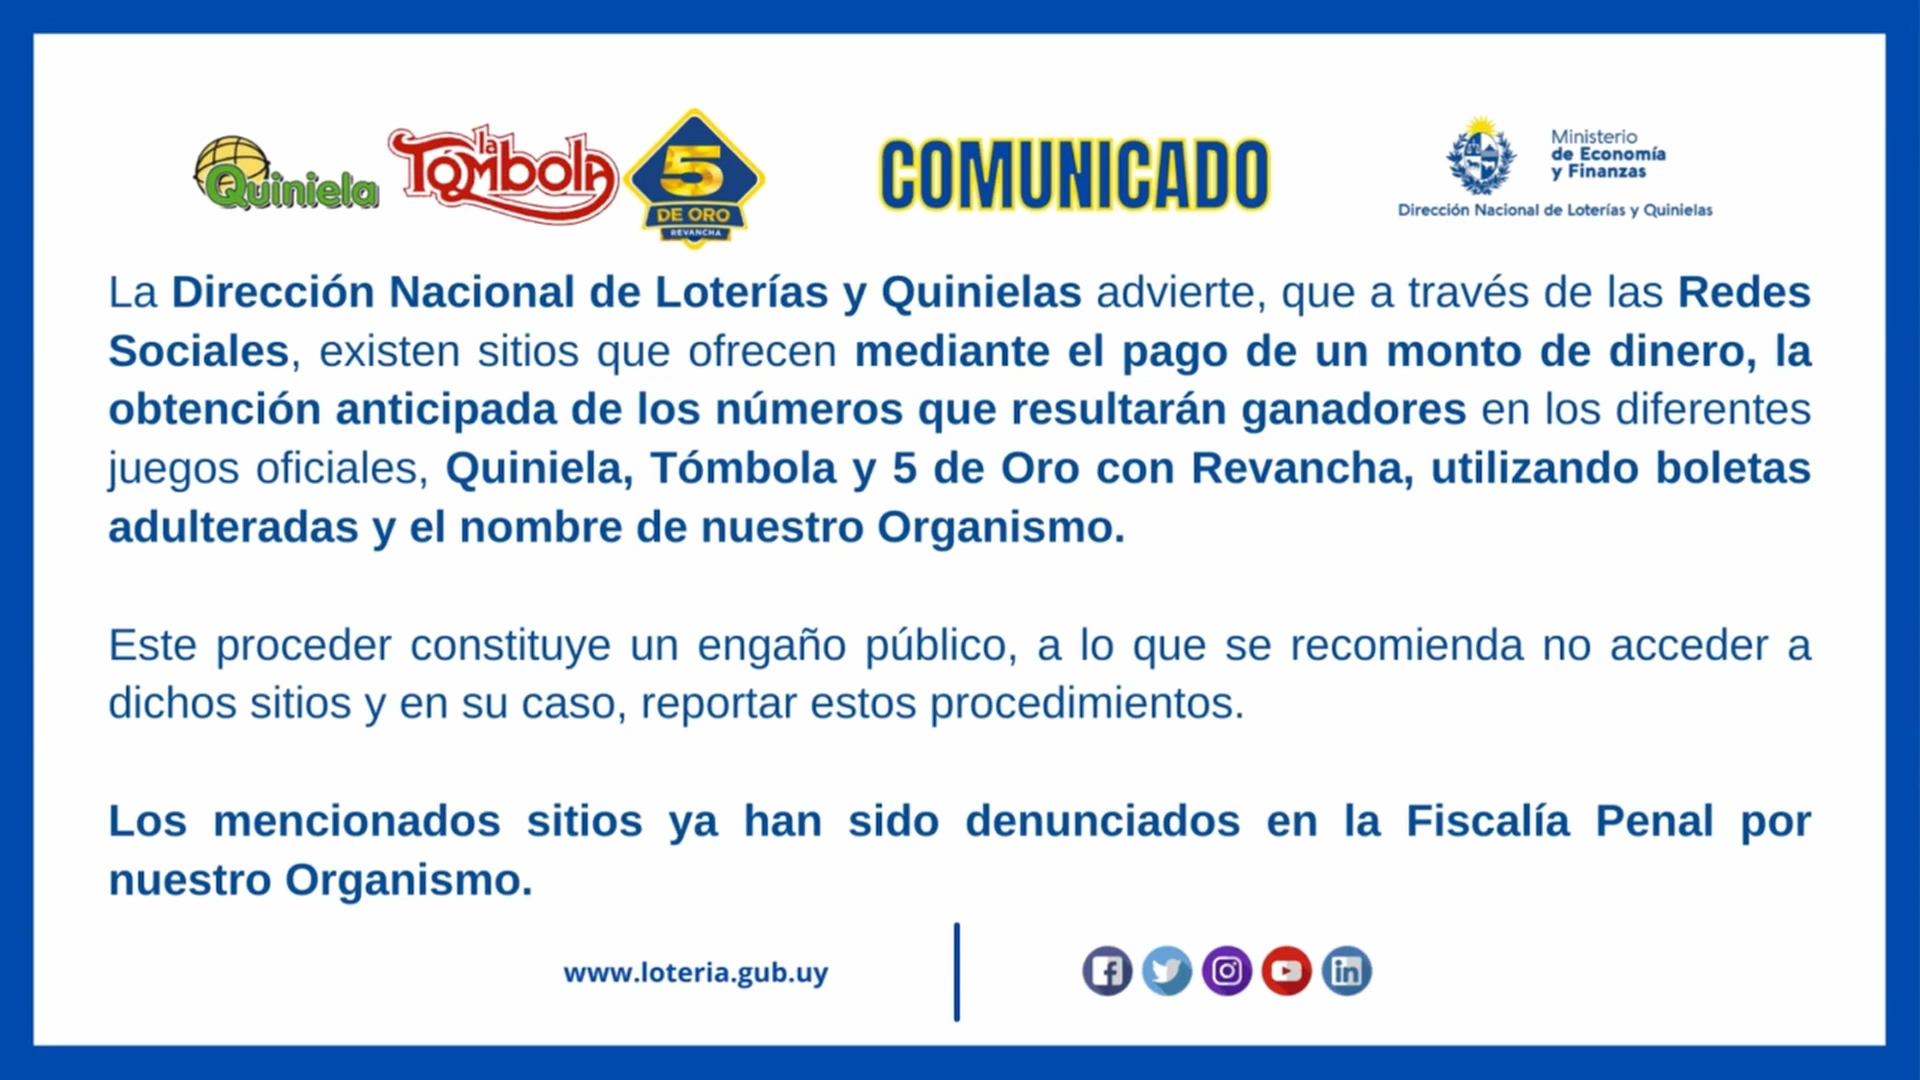 Quiniela
la Tómbola
5
DE ORO
REVANCHA
COMUNICADO
Ministerio
de Economía
y Finanzas
Dirección Nacional de Loterías y Quinielas
La Dirección Nacional de Loterías y Quinielas advierte, que a través de las Redes
Sociales, existen sitios que ofrecen mediante el pago de un monto de dinero, la
obtención anticipada de los números que resultarán ganadores en los diferentes
juegos oficiales, Quiniela, Tómbola y 5 de Oro con Revancha, utilizando boletas
adulteradas y el nombre de nuestro Organismo.
Este proceder constituye un engaño público, a lo que se recomienda no acceder a
dichos sitios y en su caso, reportar estos procedimientos.
Los mencionados sitios ya han sido denunciados en la Fiscalía Penal por
nuestro Organismo.
www.loteria.gub.uy